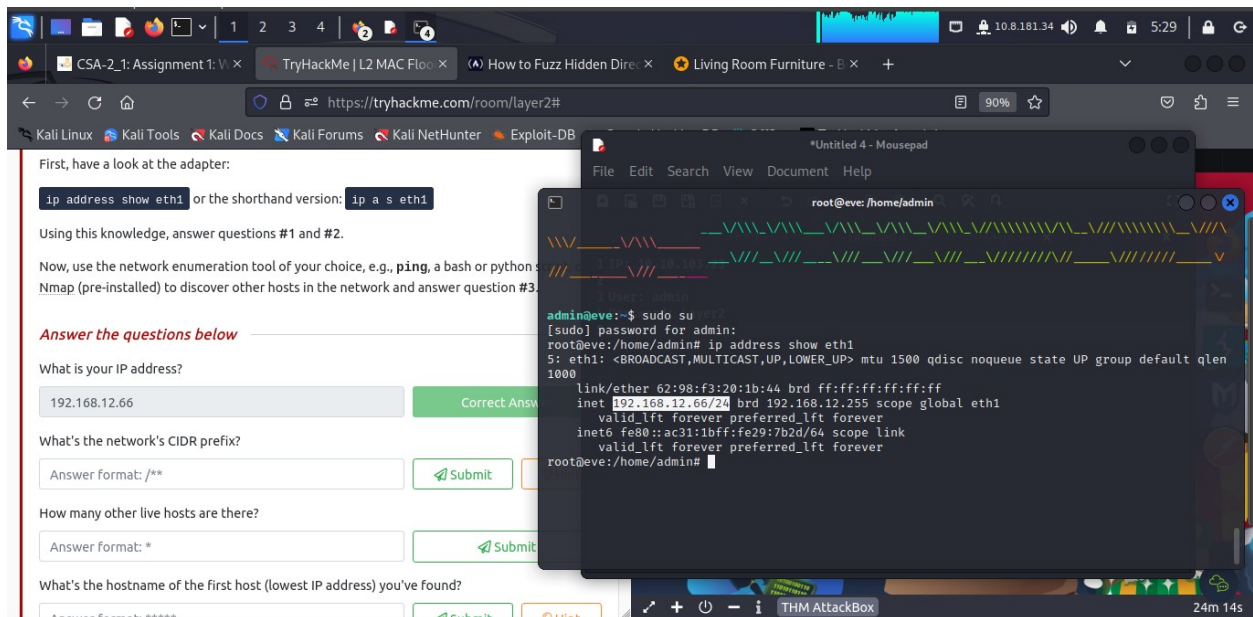 1 2 3 4 2 4 10.8.181.34 5:29
CSA-2_1: Assignment 1: W TryHackMe | L2 MAC Floo How to Fuzz Hidden Direc Living Room Furniture - B
https://tryhackme.com/room/layer2# 90%
Kali Linux Kali Tools Kali Docs Kali Forums Kali NetHunter Exploit-DB
*Untitled 4 - Mousepad
File Edit Search View Document Help
First, have a look at the adapter:
ip address show eth1 or the shorthand version: ip a s eth1
Using this knowledge, answer questions #1 and #2.
Now, use the network enumeration tool of your choice, e.g., ping, a bash or python
Nmap (pre-installed) to discover other hosts in the network and answer question #3.
Answer the questions below
What is your IP address?
192.168.12.66 Correct Answ
What's the network's CIDR prefix?
Answer format: /** Submit
How many other live hosts are there?
Answer format: * Submit
What's the hostname of the first host (lowest IP address) you've found?
Answer format: ***** Submit Hint
root@eve: /home/admin
admin@eve:~$ sudo su
[sudo] password for admin:
root@eve:/home/admin# ip address show eth1
5: eth1: <BROADCAST,MULTICAST,UP,LOWER_UP> mtu 1500 qdisc noqueue state UP group default qlen
1000
link/ether 62:98:f3:20:1b:44 brd ff:ff:ff:ff:ff:ff
inet 192.168.12.66/24 brd 192.168.12.255 scope global eth1
valid_lft forever preferred_lft forever
inet6 fe80::ac31:1bff:fe29:7b2d/64 scope link
valid_lft forever preferred_lft forever
root@eve:/home/admin#
THM AttackBox 24m 14s